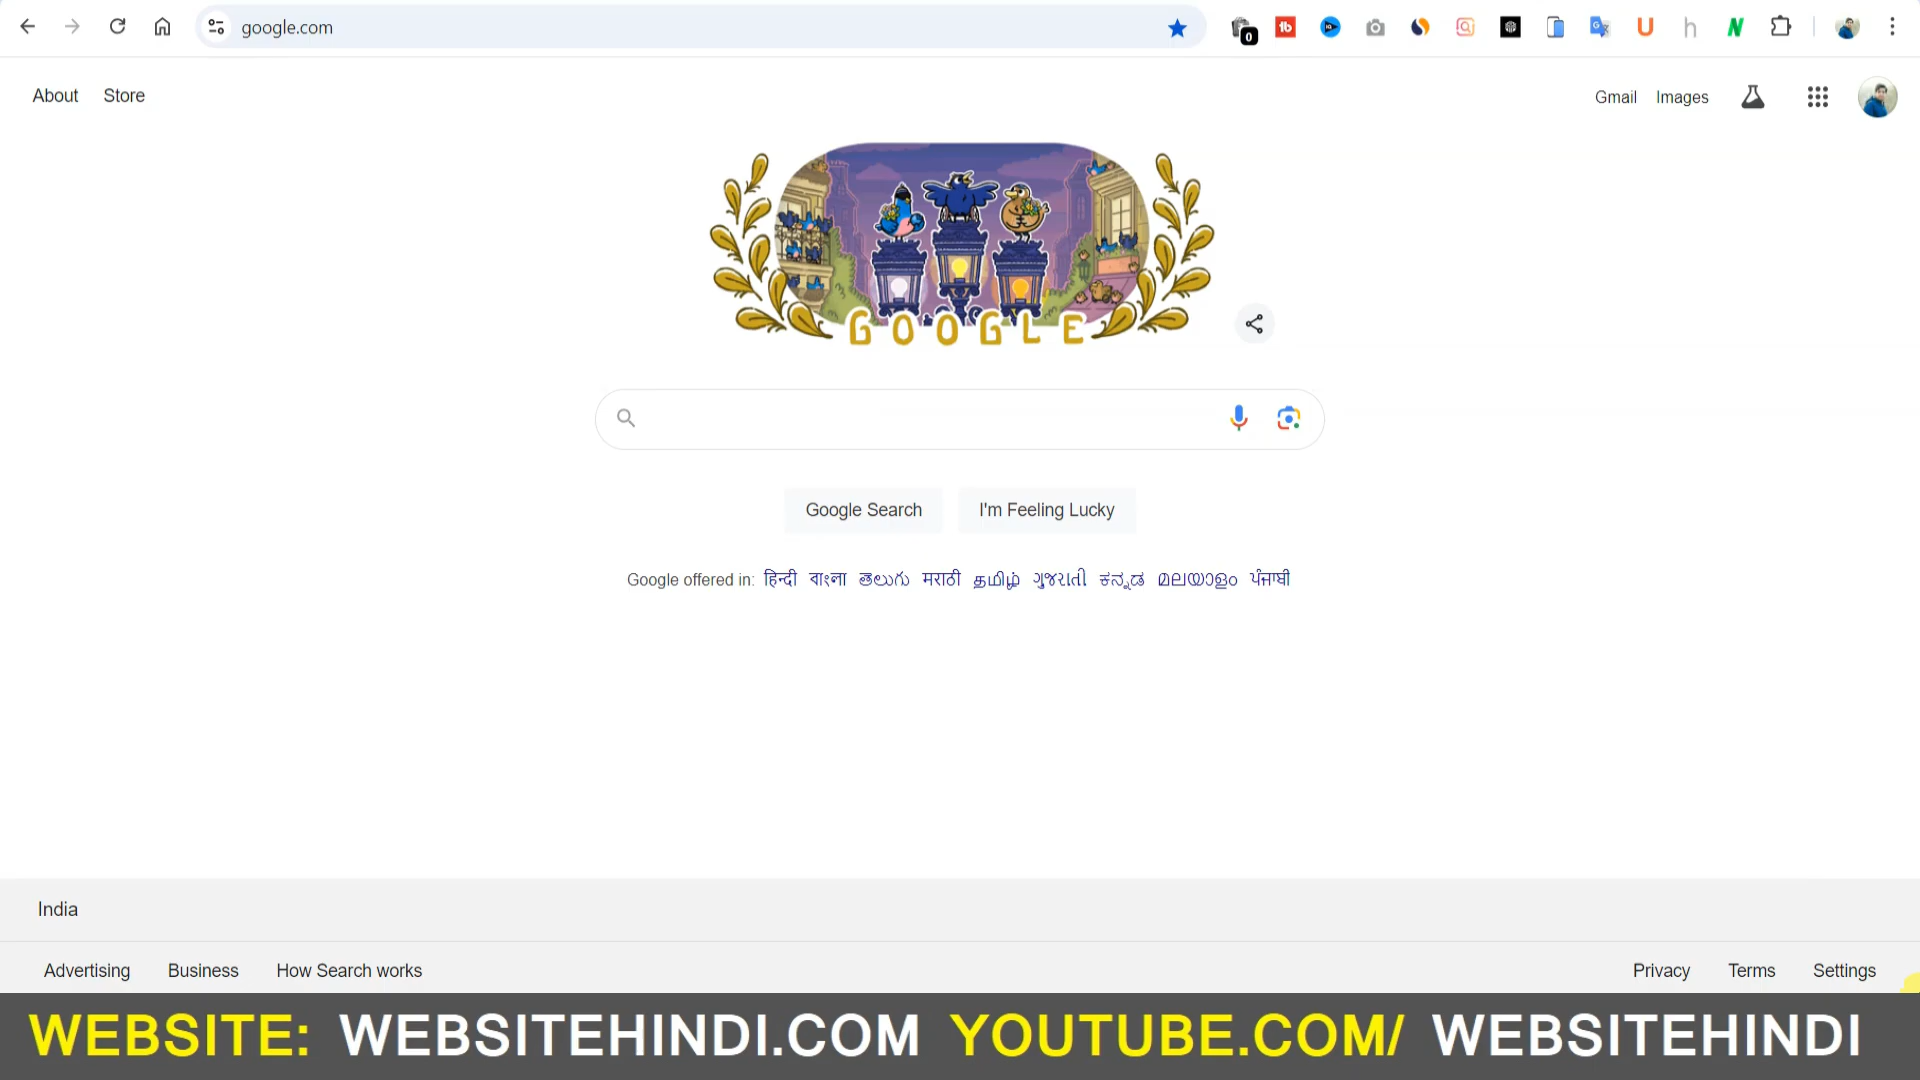 google.com
0
About Store
Gmail Images
GOOGLE
Google Search I'm Feeling Lucky
Google offered in: हिन्दी বাংলা తెలుగు मराठी தமிழ் ગુજરાતી ಕನ್ನಡ മലയാളം ਪੰਜਾਬੀ
India
Advertising Business How Search works Privacy Terms Settings
WEBSITE: WEBSITEHINDI.COM YOUTUBE.COM/ WEBSITEHINDI